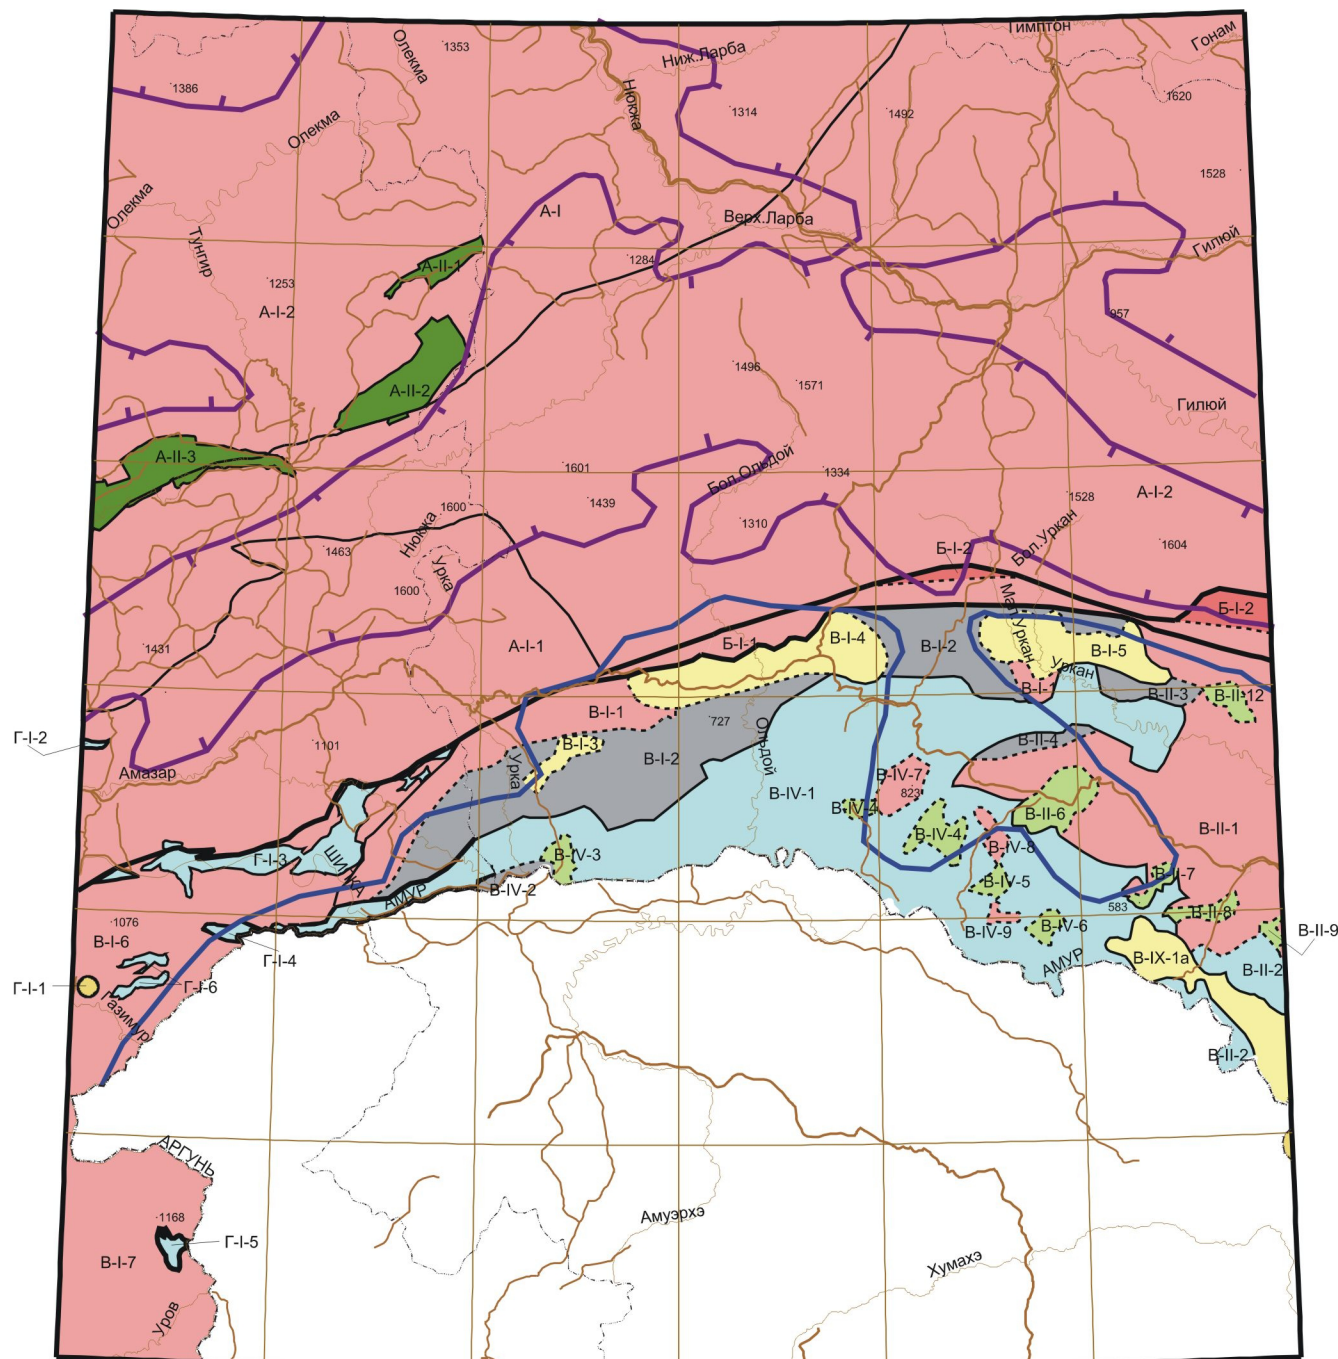 Олекма
1353
Ниж.Ларба
Тимптон
Гонам
1386
Нююка
1314
1492
1620
Олекма
1528
Олекма
А-I
Верх.Ларба
Гилюй
Тунгир
А-II-1
1284
1253
А-I-2
957
1496
1571
А-II-2
Гилюй
А-II-3
1601
Бол.Ольдой
1334
1439
1528
А-I-2
1600
1310
Нююка
Бол.Уркан
1463
1604
Б-I-2
Урка
1600
Мал.Уркан
Б-I-2
1431
А-I-1
Б-I-1
В-I-4
В-I-2
В-I-5
Уркан
В-I-
В-II-3
В-II-12
В-I-1
727
Ольдой
Г-I-2
1101
В-I-3
В-II-4
Амазар
Урка
В-I-2
В-IV-7
823
В-IV-1
В-IV-4
В-II-6
В-II-1
В-IV-4
В-IV-8
Г-I-3
ШИЛКА
В-IV-3
В-II-7
В-IV-5
АМУР
В-IV-2
583
В-II-8
1076
В-IV-9
В-IV-6
В-II-9
В-I-6
Г-I-4
АМУР
В-IX-1а
В-II-2
Г-I-1
Г-I-6
Газимур
В-II-2
АРГУНЬ
1168
Амуэрхэ
Г-I-5
В-I-7
Хумахэ
Уров